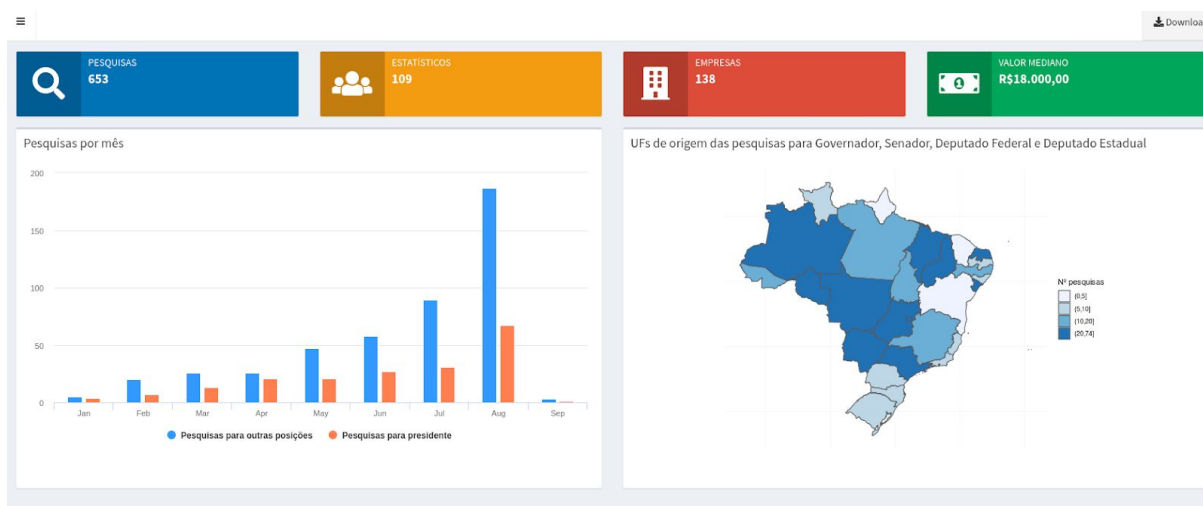 Downloa
PESQUISAS
653
ESTATÍSTICOS
109
EMPRESAS
138
VALOR MEDIANO
R$18.000,00
Pesquisas por mês
200
150
100
50
0
Jan Feb Mar Apr May Jun Jul Aug Sep
Pesquisas para outras posições Pesquisas para presidente
UFs de origem das pesquisas para Governador, Senador, Deputado Federal e Deputado Estadual
Nº pesquisas
(0,5]
(5,10]
(10,20]
(20,74]